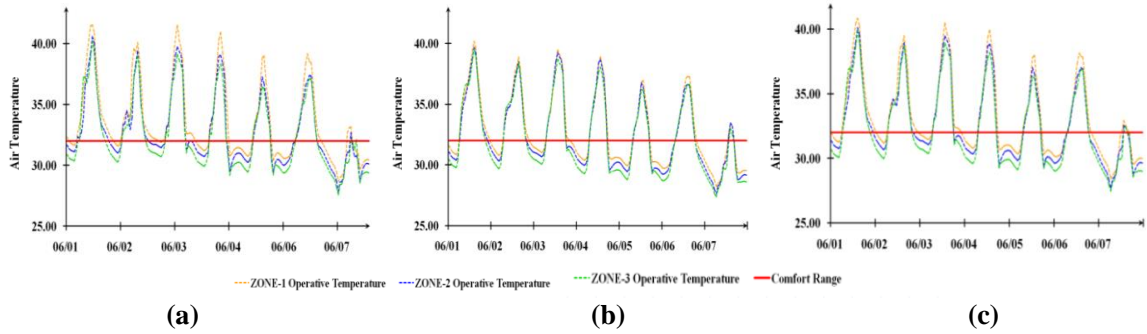 40.00
35.00
30.00
25.00
Air Temperature
06/01 06/02 06/03 06/04 06/06 06/07
40.00
35.00
30.00
25.00
Air Temperature
06/01 06/02 06/03 06/04 06/05 06/06 06/07
40.00
35.00
30.00
25.00
Air Temperature
06/01 06/02 06/03 06/04 06/05 06/06 06/07
ZONE-1 Operative Temperature ZONE-2 Operative Temperature ZONE-3 Operative Temperature Comfort Range
(a) (b) (c)